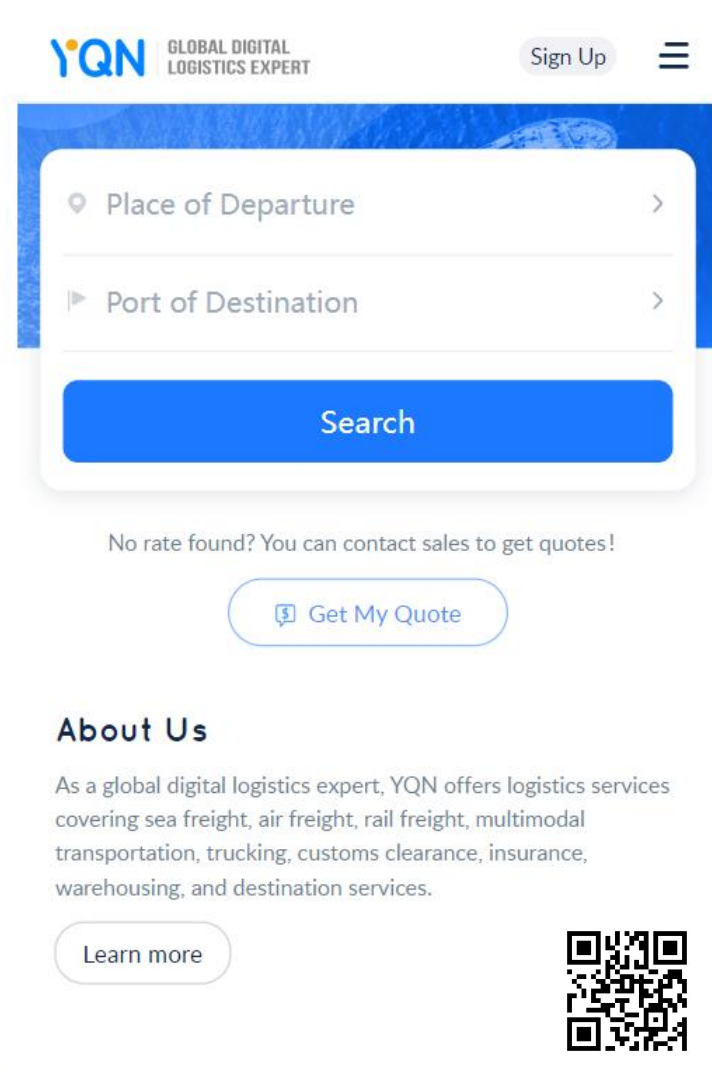 YQN
GLOBAL DIGITAL
LOGISTICS EXPERT
Sign Up
Place of Departure
Port of Destination
Search
No rate found? You can contact sales to get quotes!
Get My Quote
About Us
As a global digital logistics expert, YQN offers logistics services
covering sea freight, air freight, rail freight, multimodal
transportation, trucking, customs clearance, insurance,
warehousing, and destination services.
Learn more